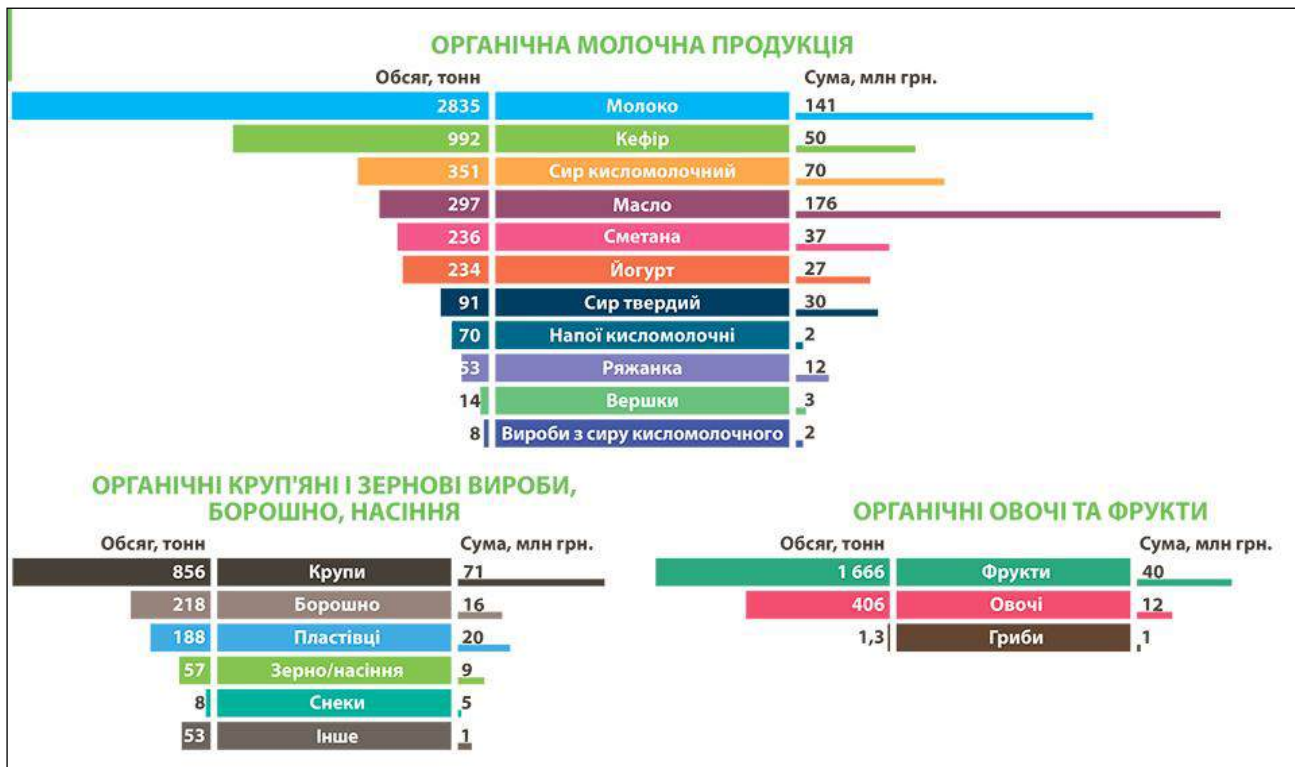 ОРГАНІЧНА МОЛОЧНА ПРОДУКЦІЯ
Обсяг, тонн Сума, млн грн.
2835 Молоко 141
992 Кефір 50
351 Сир кисломолочний 70
297 Масло 176
236 Сметана 37
234 Йогурт 27
91 Сир твердий 30
70 Напої кисломолочні 2
53 Ряжанка 12
14 Вершки 3
8 Вироби з сиру кисломолочного 2
ОРГАНІЧНІ КРУП'ЯНІ І ЗЕРНОВІ ВИРОБИ,
БОРОШНО, НАСІННЯ
Обсяг, тонн Сума, млн грн.
856 Крупи 71
218 Борошно 16
188 Пластівці 20
57 Зерно/насіння 9
8 Снеки 5
53 Інше 1
ОРГАНІЧНІ ОВОЧІ ТА ФРУКТИ
Обсяг, тонн Сума, млн грн.
1 666 Фрукти 40
406 Овочі 12
1,3 Гриби 1